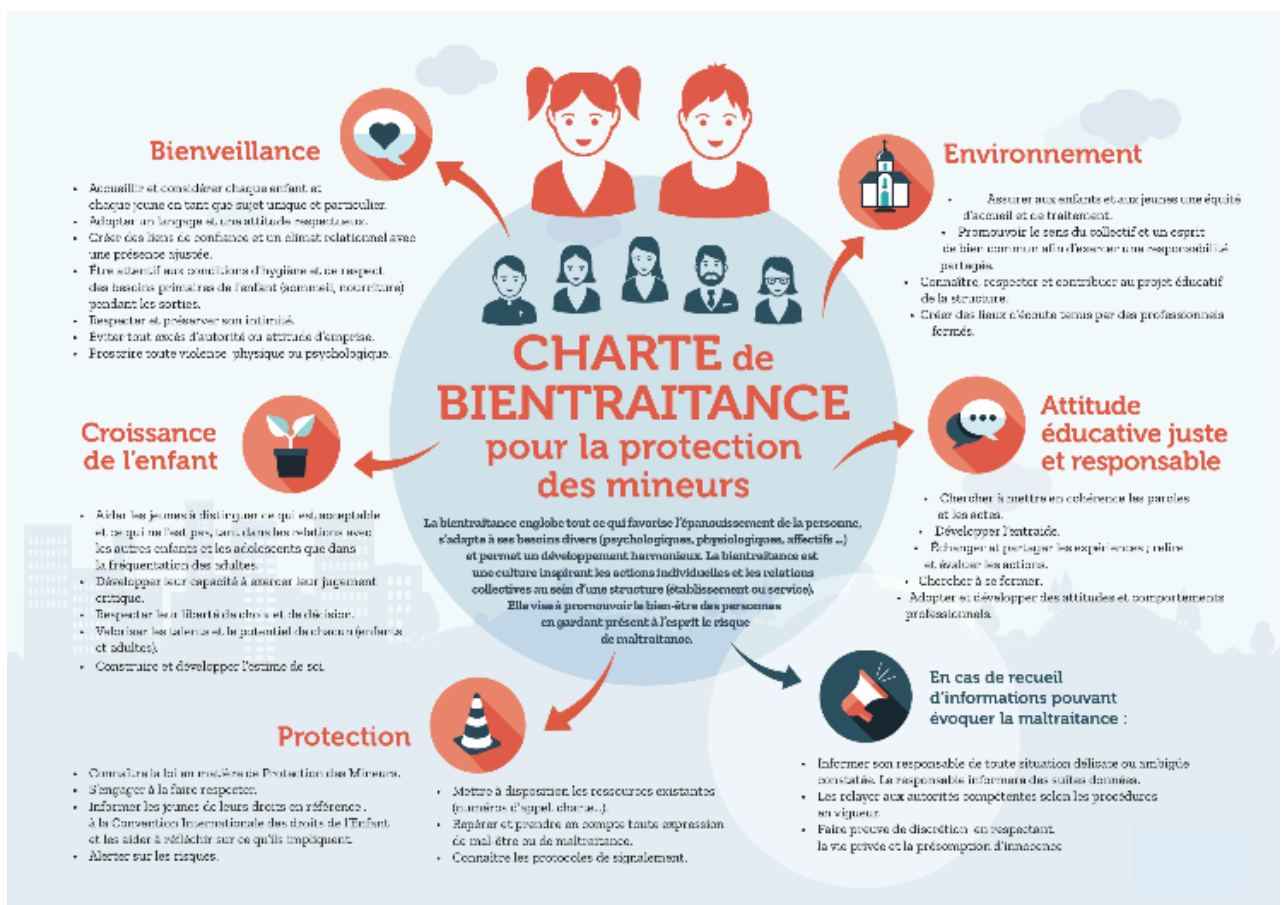 Bienveillance
• Accueillir et considérer chaque enfant et
chaque jeune en tant que sujet unique et particulier.
• Adopter un langage et une attitude respectueux.
• Créer des liens de confiance et un climat relationnel avec
une présence ajustée.
• Être attentif aux conditions d'hygiène et de respect
des besoins primaires de l'enfant (sommeil, nourriture)
pendant les sorties.
• Respecter et préserver son intimité.
• Éviter tout excès d'autorité ou attitude d'emprise.
• Proscrire toute violence physique ou psychologique.
Environnement
• Assurer aux enfants et aux jeunes une équité
d'accueil et de traitement.
• Promouvoir le sens du collectif et un esprit
de bien commun afin d'exercer une responsabilité
partagée.
• Connaître, respecter et contribuer au projet éducatif
de la structure.
• Créer des lieux d'écoute tenus par des professionnels
formés.
CHARTE de
BIENTRAITANCE
pour la protection
des mineurs
La bientraitance englobe tout ce qui favorise l'épanouissement de la personne,
s'adapte à ses besoins divers (psychologiques, physiologiques, affectifs ...)
et permet un développement harmonieux. La bientraitance est
une culture inspirant les actions individuelles et les relations
collectives au sein d'une structure (établissement ou service).
Elle vise à promouvoir le bien-être des personnes
en gardant présent à l'esprit le risque
de maltraitance.
Croissance
de l'enfant
• Aider les jeunes à distinguer ce qui est acceptable
et ce qui ne l'est pas, tant dans les relations avec
les autres enfants et les adolescents que dans
la fréquentation des adultes.
• Développer leur capacité à exercer leur jugement
critique.
• Respecter leur liberté de choix et de décision.
• Valoriser les talents et le potentiel de chacun (enfants
et adultes).
• Construire et développer l'estime de soi.
Attitude
éducative juste
et responsable
• Chercher à mettre en cohérence les paroles
et les actes.
• Développer l'entraide.
• Échanger et partager les expériences ; relire
et évaluer les actions.
• Chercher à se former.
• Adopter et développer des attitudes et comportements
professionnels.
Protection
• Connaître la loi en matière de Protection des Mineurs.
• S'engager à la faire respecter.
• Informer les jeunes de leurs droits en référence .
à la Convention Internationale des droits de l'Enfant
et les aider à réfléchir sur ce qu'ils impliquent.
• Alerter sur les risques.
• Mettre à disposition les ressources existantes
(numéros d'appel, charte...).
• Repérer et prendre en compte toute expression
de mal-être ou de maltraitance.
• Connaître les protocoles de signalement.
En cas de recueil
d'informations pouvant
évoquer la maltraitance :
• Informer son responsable de toute situation délicate ou ambigüe
constatée. Le responsable informera des suites données.
• Les relayer aux autorités compétentes selon les procédures
en vigueur.
• Faire preuve de discrétion en respectant
la vie privée et la présomption d'innocence